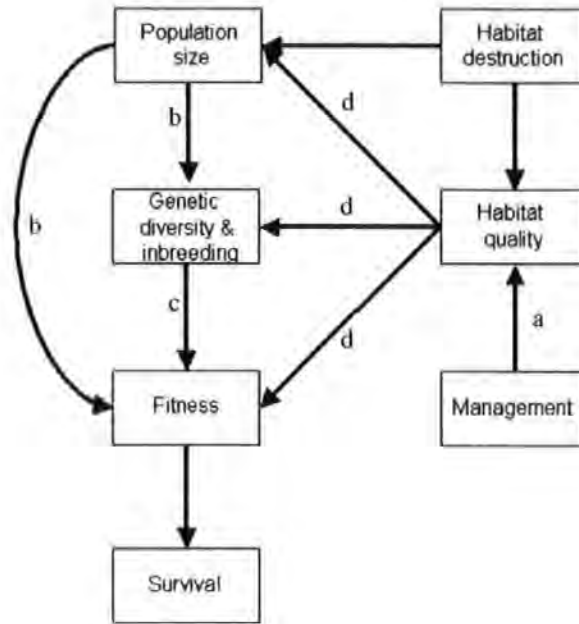 Population
size
Habitat
destruction
b
d
Genetic
diversity &
inbreeding
d
Habitat
quality
b
c
d
a
Fitness
Management
Survival